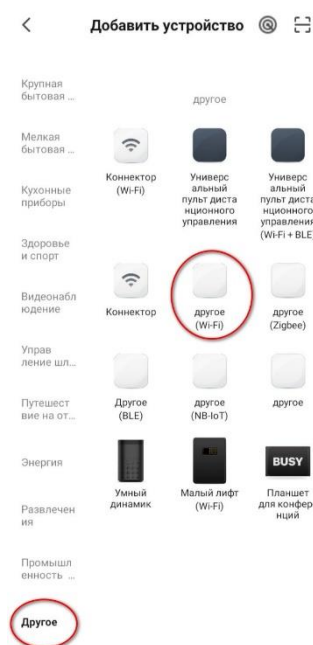 Добавить устройство
Крупная
бытовая ...
Мелкая
бытовая ...
Кухонные
приборы
Здоровье
и спорт
Видеонабл
юдение
Управ
ление шл...
Путешест
вие на от...
Энергия
Развлечен
ия
Промышл
енность ...
Другое
другое
Коннектор
(Wi-Fi)
Универс
альный
пульт диста
нционного
управления
Универс
альный
пульт диста
нционного
управления
(Wi-Fi + BLE)
Коннектор
другое
(Wi-Fi)
другое
(Zigbee)
Другое
(BLE)
другое
(NB-IoT)
другое
Умный
динамик
Малый лифт
(Wi-Fi)
BUSY
Планшет
для конфер
нций